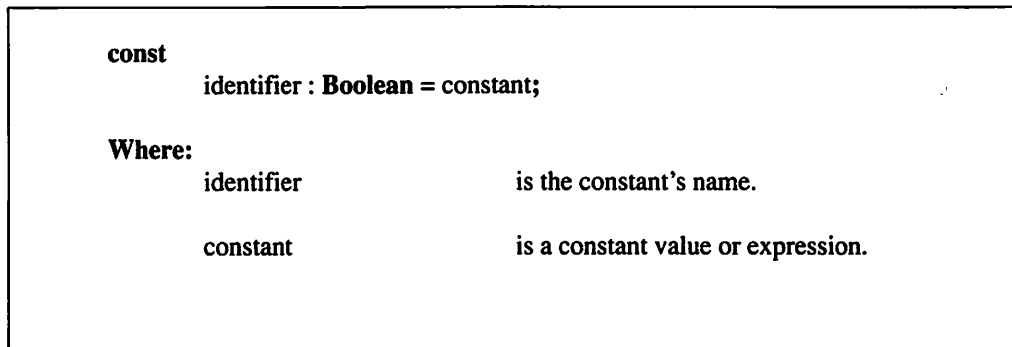 const
identifier : Boolean = constant;
Where:
identifier is the constant's name.
constant is a constant value or expression.